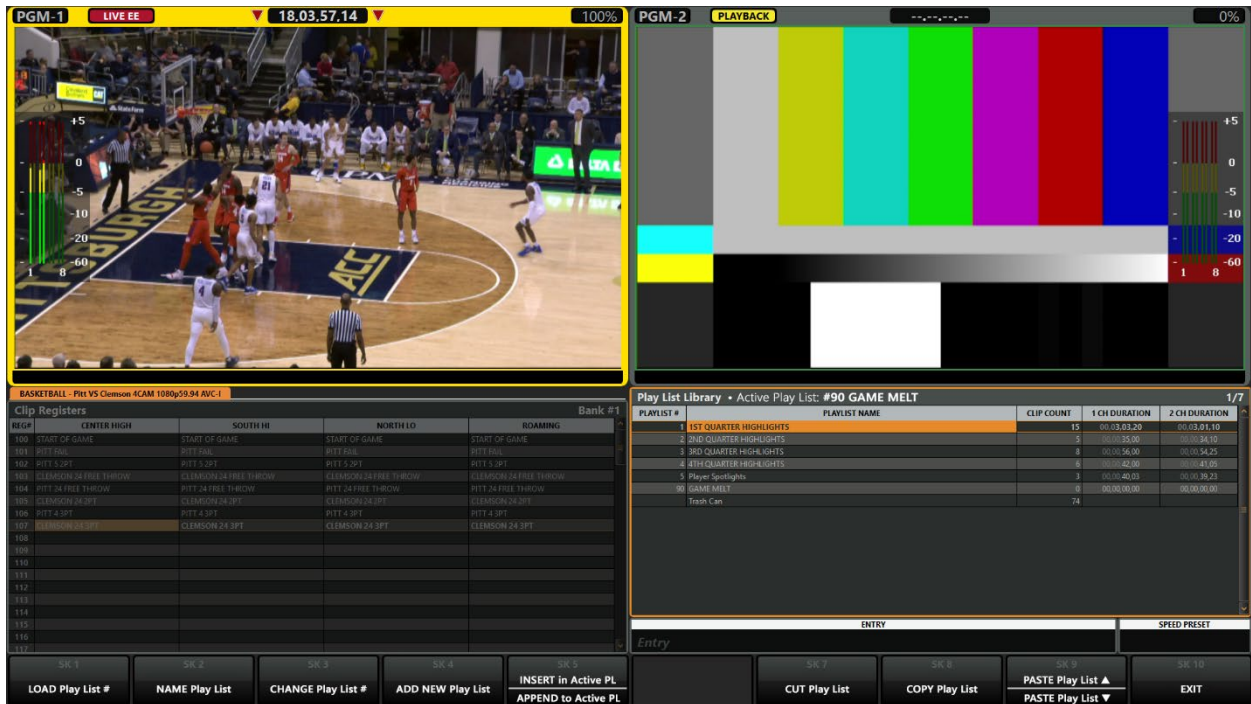 PGM-1 LIVE EE 18,03,57,14 100%
PGM-2 PLAYBACK --,--,--,-- 0%
CAT
StateFarm
DELTA
PITTSBURGH
ACC
21
4
+5
0
-5
-10
-20
-60
1 8
+5
0
-5
-10
-20
-60
1 8
BASKETBALL - Pitt VS Clemson 4CAM 1080p59.94 AVC-I
Clip Registers Bank #1
REG# CENTER HIGH SOUTH HI NORTH LO ROAMING
100 START OF GAME START OF GAME START OF GAME START OF GAME
101 PITT FAIL PITT FAIL PITT FAIL PITT FAIL
102 PITT 5 2PT PITT 5 2PT PITT 5 2PT PITT 5 2PT
103 CLEMSON 24 FREE THROW CLEMSON 24 FREE THROW CLEMSON 24 FREE THROW CLEMSON 24 FREE THROW
104 PITT 24 FREE THROW PITT 24 FREE THROW PITT 24 FREE THROW PITT 24 FREE THROW
105 CLEMSON 24 2PT CLEMSON 24 2PT CLEMSON 24 2PT CLEMSON 24 2PT
106 PITT 4 3PT PITT 4 3PT PITT 4 3PT PITT 4 3PT
107 CLEMSON 24 3PT CLEMSON 24 3PT CLEMSON 24 3PT CLEMSON 24 3PT
108
109
110
111
112
113
114
115
116
117
Play List Library • Active Play List: #90 GAME MELT 1/7
PLAYLIST # PLAYLIST NAME CLIP COUNT 1 CH DURATION 2 CH DURATION
1 1ST QUARTER HIGHLIGHTS 15 00,03,03,20 00,03,01,10
2 2ND QUARTER HIGHLIGHTS 5 00,00,35,00 00,00,34,10
3 3RD QUARTER HIGHLIGHTS 8 00,00,56,00 00,00,54,25
4 4TH QUARTER HIGHLIGHTS 6 00,00,42,00 00,00,41,05
5 Player Spotlights 3 00,00,40,03 00,00,39,23
90 GAME MELT 0 00,00,00,00 00,00,00,00
Trash Can 74
ENTRY SPEED PRESET
Entry
SK 1 SK 2 SK 3 SK 4 SK 5 SK 7 SK 8 SK 9 SK 10
LOAD Play List # NAME Play List CHANGE Play List # ADD NEW Play List INSERT in Active PL CUT Play List COPY Play List PASTE Play List ▲ EXIT
APPEND to Active PL PASTE Play List ▼